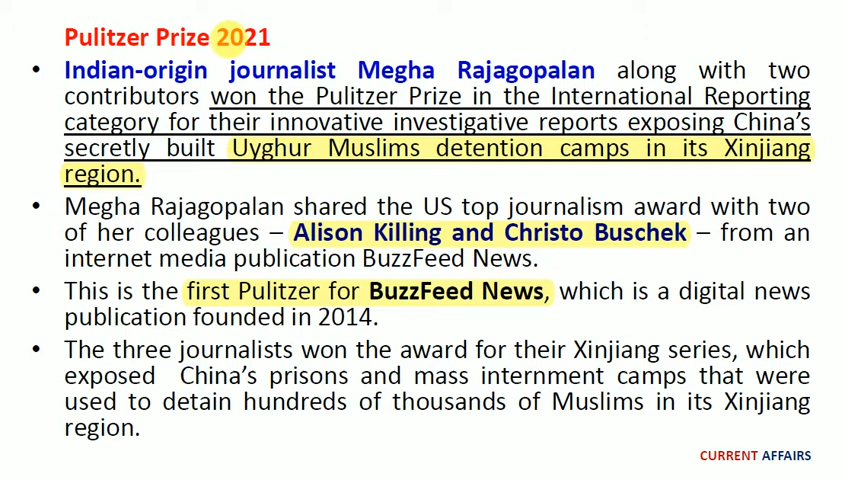 Pulitzer Prize 2021
• Indian-origin journalist Megha Rajagopalan along with two
contributors won the Pulitzer Prize in the International Reporting
category for their innovative investigative reports exposing China's
secretly built Uyghur Muslims detention camps in its Xinjiang
region.
• Megha Rajagopalan shared the US top journalism award with two
of her colleagues – Alison Killing and Christo Buschek – from an
internet media publication BuzzFeed News.
• This is the first Pulitzer for BuzzFeed News, which is a digital news
publication founded in 2014.
• The three journalists won the award for their Xinjiang series, which
exposed China's prisons and mass internment camps that were
used to detain hundreds of thousands of Muslims in its Xinjiang
region.
CURRENT AFFAIRS